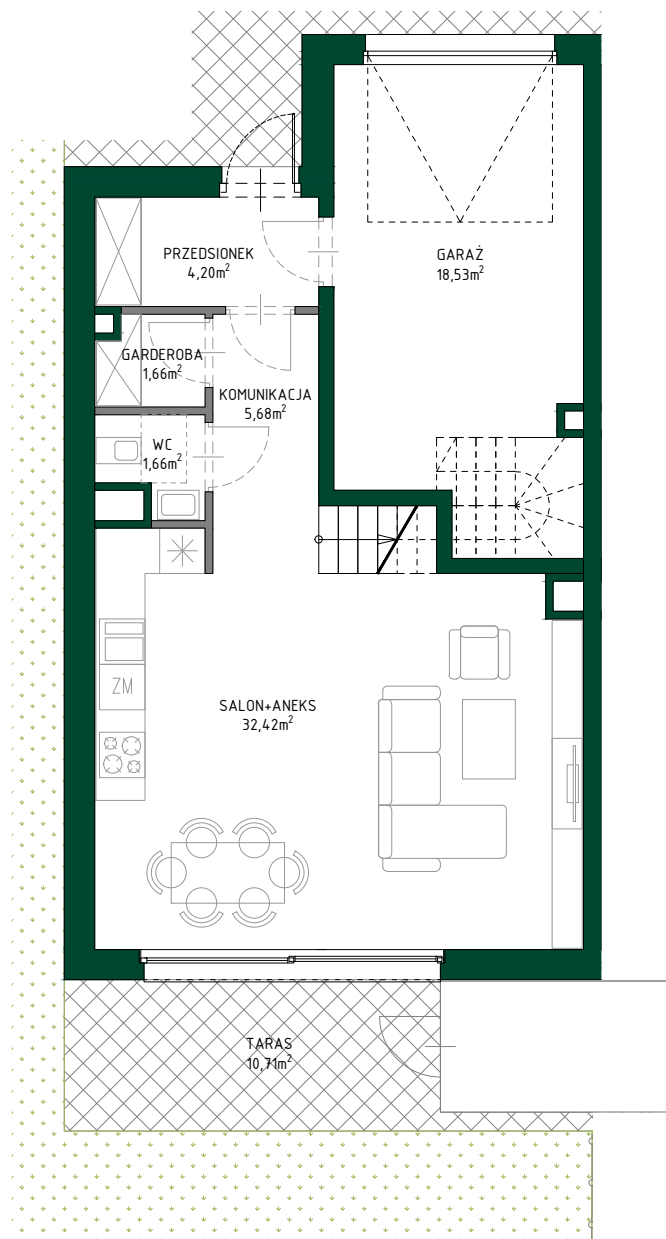 PRZEDSIONEK
4,20m²
GARAŻ
18,53m²
GARDEROBA
1,66m²
KOMUNIKACJA
5,68m²
WC
1,66m²
ZM
SALON+ANEKS
32,42m²
TARAS
10,71m²